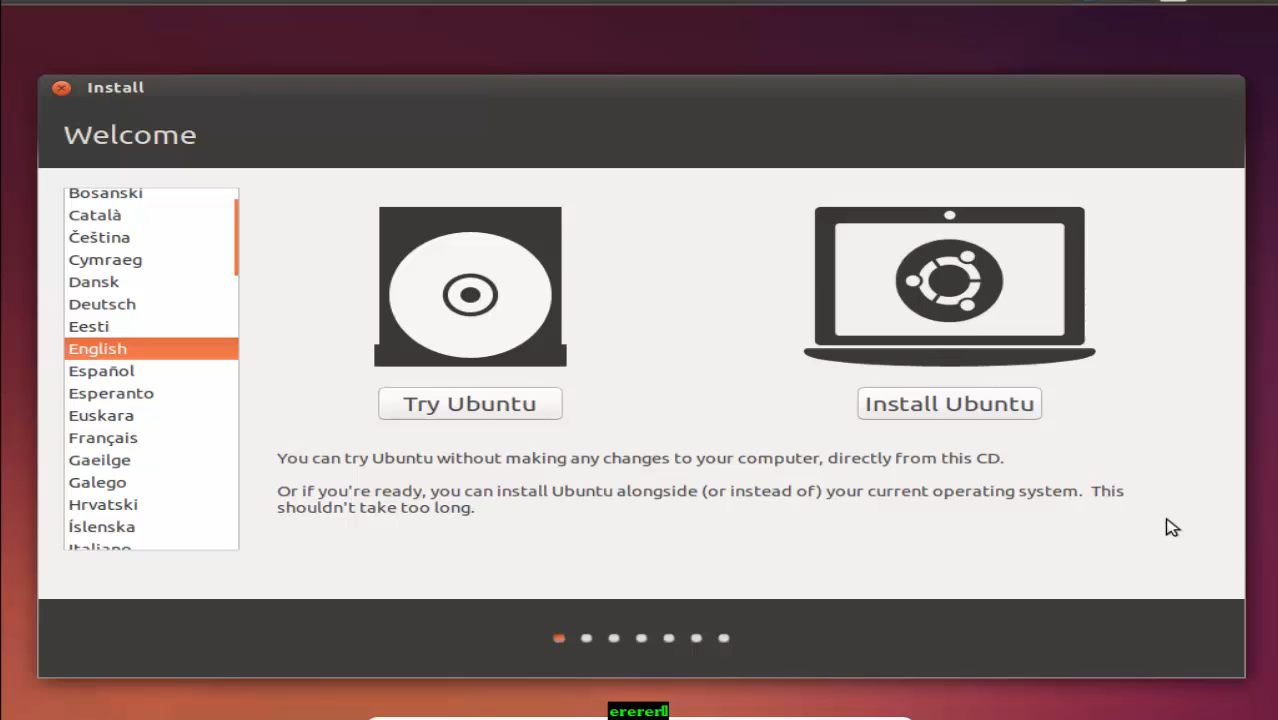 Install
Welcome
Bosanski
Català
Čeština
Cymraeg
Dansk
Deutsch
Eesti
English
Español
Esperanto
Euskara
Français
Gaeilge
Galego
Hrvatski
Íslenska
Italiano
Try Ubuntu
Install Ubuntu
You can try Ubuntu without making any changes to your computer, directly from this CD.
Or if you're ready, you can install Ubuntu alongside (or instead of) your current operating system. This
shouldn't take too long.
ererer